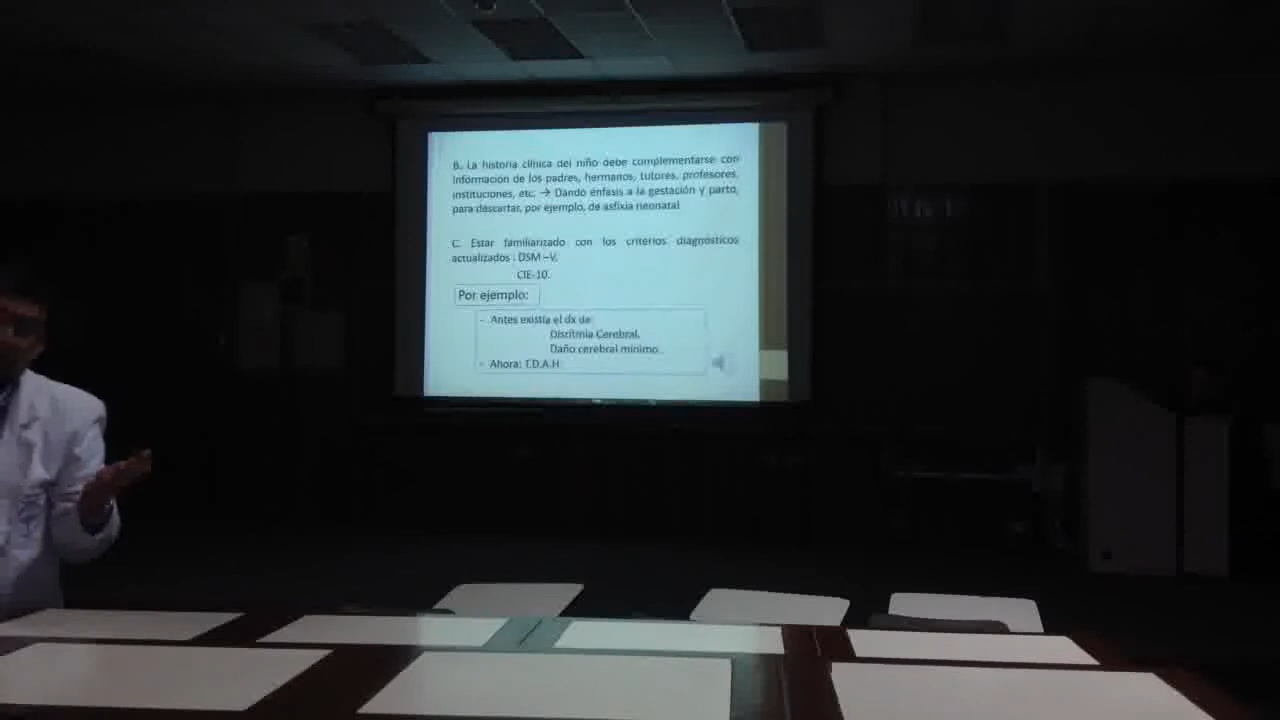 B. La historia clínica del niño debe complementarse con
información de los padres, hermanos, tutores, profesores,
instituciones, etc. → Dando énfasis a la gestación y parto,
para descartar, por ejemplo, de asfixia neonatal
C. Estar familiarizado con los criterios diagnósticos
actualizados : DSM –V.
CIE-10.
Por ejemplo:
- Antes existía el dx de:
Disritmia Cerebral.
Daño cerebral mínimo.
- Ahora: T.D.A.H